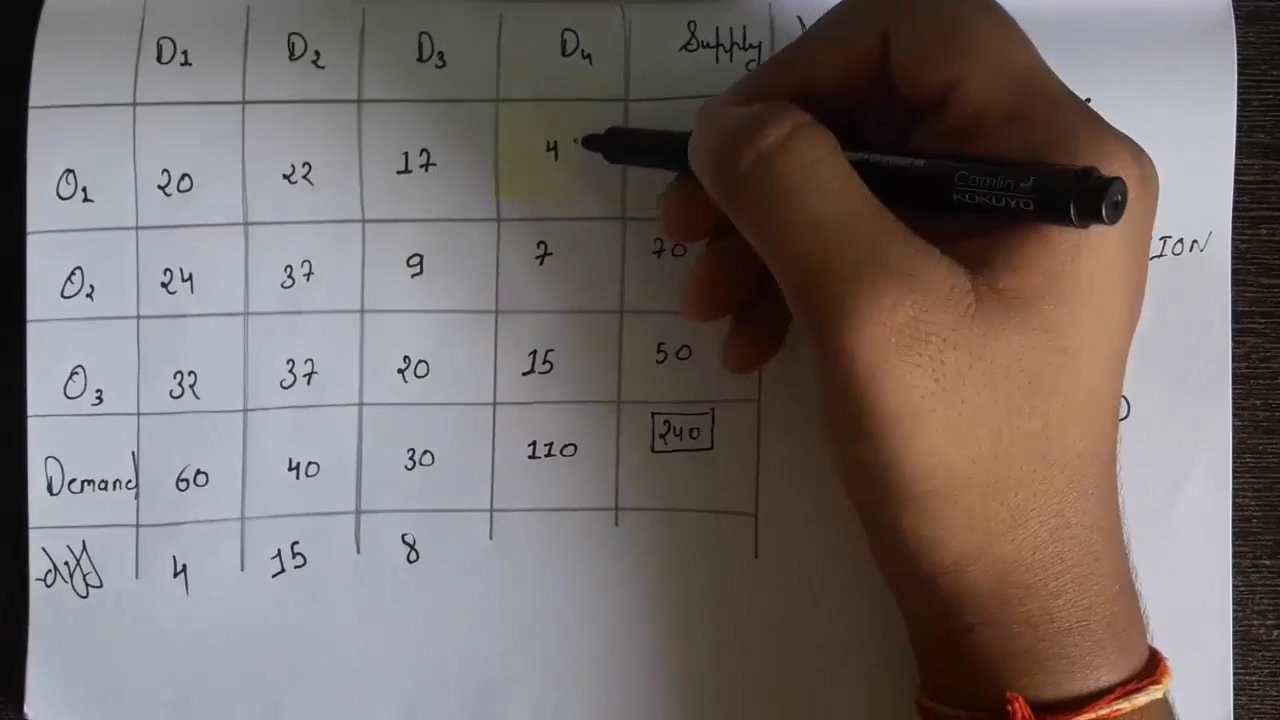 D1 D2 D3 D4 Supply
O1 20 22 17 4
O2 24 37 9 7 70
O3 32 37 20 15 50
Demand 60 40 30 110 240
diff 4 15 8
Camlin
KOKUYO
ION